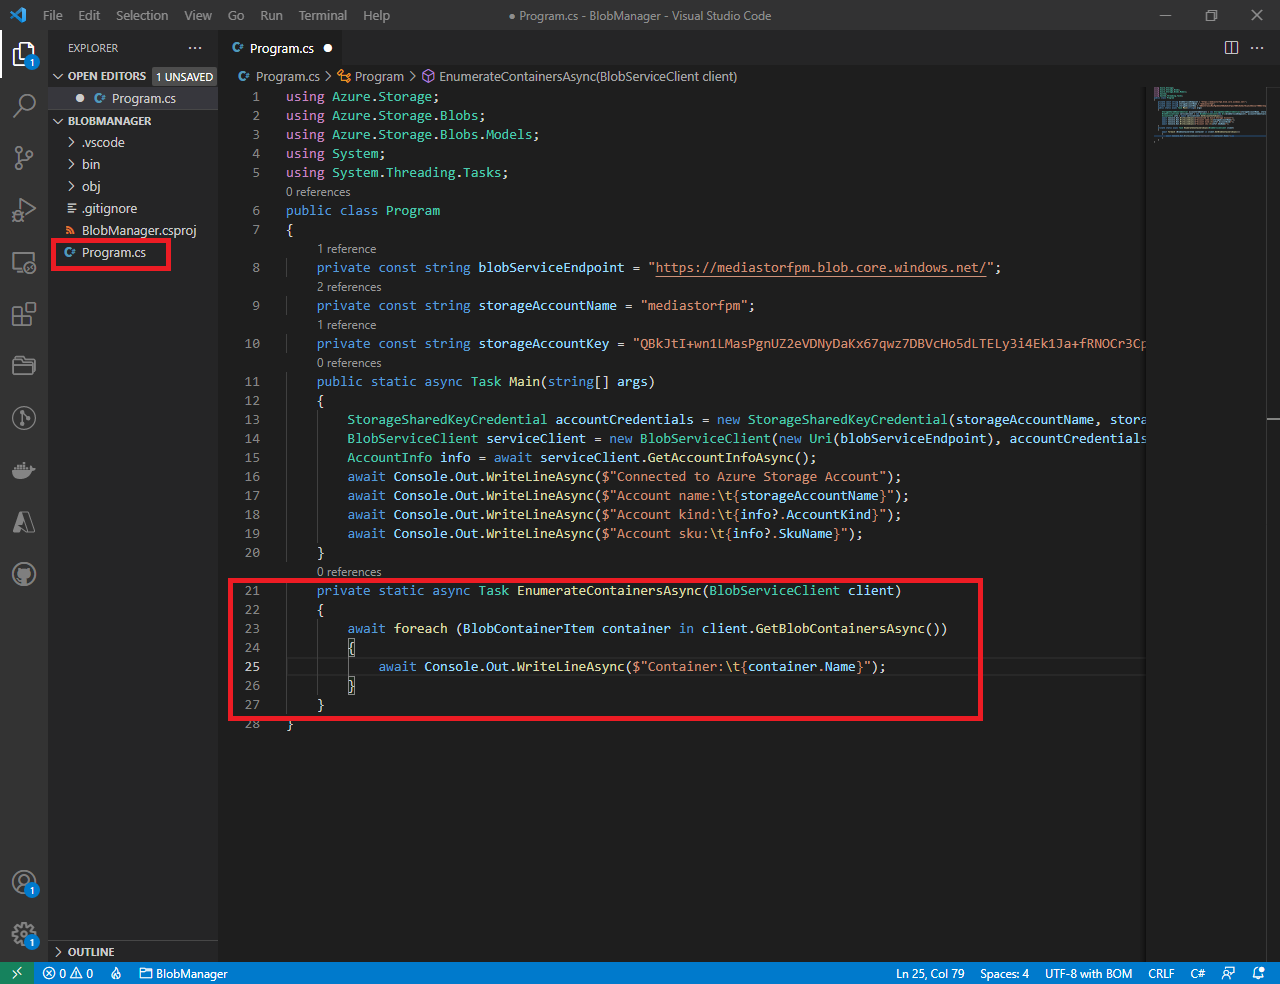 File Edit Selection View Go Run Terminal Help
● Program.cs - BlobManager - Visual Studio Code
EXPLORER
OPEN EDITORS 1 UNSAVED
Program.cs
BLOBMANAGER
.vscode
bin
obj
.gitignore
BlobManager.csproj
Program.cs
OUTLINE
1
1
1
Program.cs
Program.cs > Program > EnumerateContainersAsync(BlobServiceClient client)
1 using Azure.Storage;
2 using Azure.Storage.Blobs;
3 using Azure.Storage.Blobs.Models;
4 using System;
5 using System.Threading.Tasks;
0 references
6 public class Program
7 {
1 reference
8 private const string blobServiceEndpoint = "https://mediastorfpm.blob.core.windows.net/";
2 references
9 private const string storageAccountName = "mediastorfpm";
1 reference
10 private const string storageAccountKey = "QBkJtI+wn1LMasPgnUZ2eVDNyDaKx67qwz7DBVcHo5dLTELy3i4Ek1Ja+fRNOCr3Cp
0 references
11 public static async Task Main(string[] args)
12 {
13 StorageSharedKeyCredential accountCredentials = new StorageSharedKeyCredential(storageAccountName, stora
14 BlobServiceClient serviceClient = new BlobServiceClient(new Uri(blobServiceEndpoint), accountCredentials
15 AccountInfo info = await serviceClient.GetAccountInfoAsync();
16 await Console.Out.WriteLineAsync($"Connected to Azure Storage Account");
17 await Console.Out.WriteLineAsync($"Account name:\t{storageAccountName}");
18 await Console.Out.WriteLineAsync($"Account kind:\t{info?.AccountKind}");
19 await Console.Out.WriteLineAsync($"Account sku:\t{info?.SkuName}");
20 }
0 references
21 private static async Task EnumerateContainersAsync(BlobServiceClient client)
22 {
23 await foreach (BlobContainerItem container in client.GetBlobContainersAsync())
24 {
25 await Console.Out.WriteLineAsync($"Container:\t{container.Name}");
26 }
27 }
28 }
0 0 BlobManager
Ln 25, Col 79 Spaces: 4 UTF-8 with BOM CRLF C#